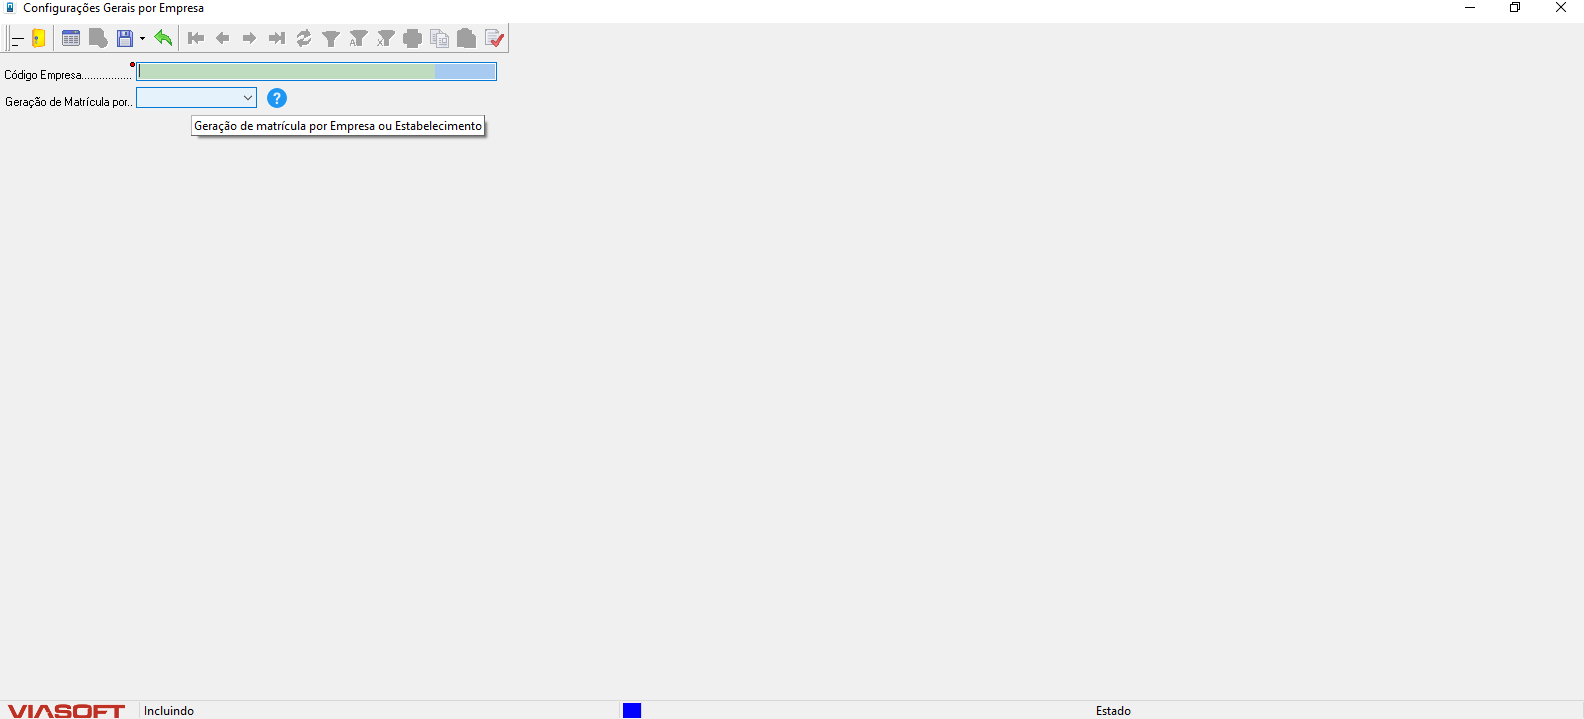 Configurações Gerais por Empresa
Código Empresa................
Geração de Matrícula por..
Geração de matrícula por Empresa ou Estabelecimento
VIASOFT Incluindo Estado